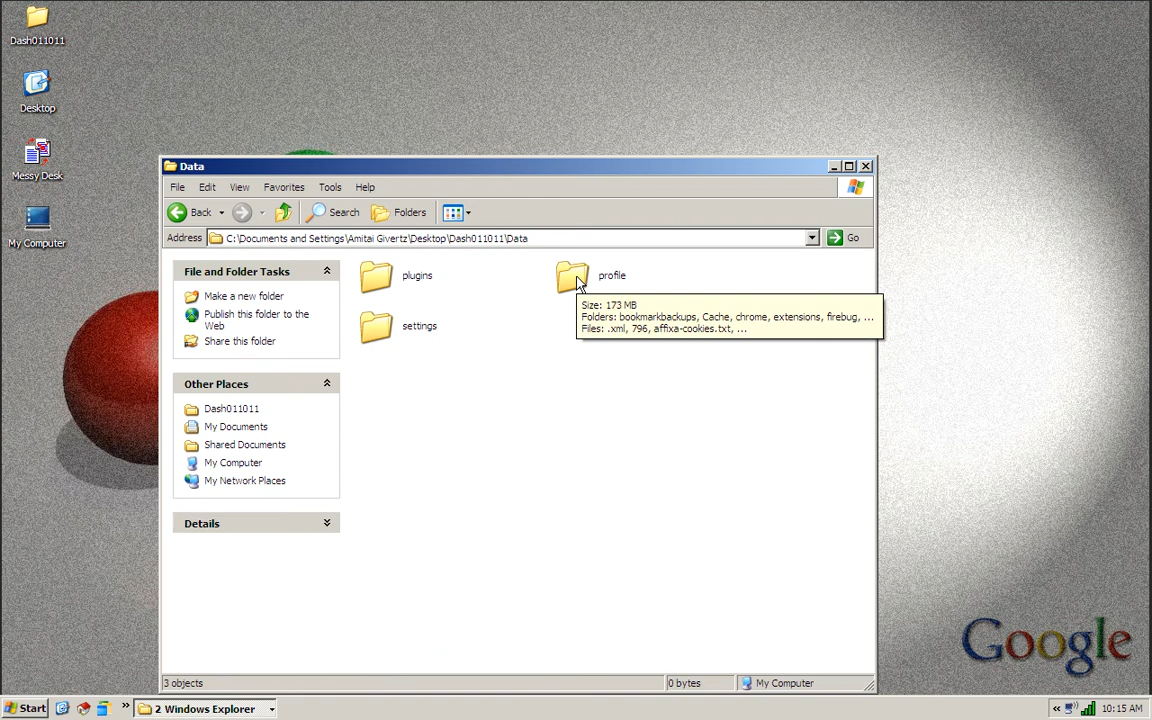 Dash011011
Desktop
Messy Desk
My Computer
Data
File Edit View Favorites Tools Help
Back Search Folders
Address C:\Documents and Settings\Amitai Givertz\Desktop\Dash011011\Data Go
File and Folder Tasks
Make a new folder
Publish this folder to the
Web
Share this folder
Other Places
Dash011011
My Documents
Shared Documents
My Computer
My Network Places
Details
plugins
profile
settings
Size: 173 MB
Folders: bookmarkbackups, Cache, chrome, extensions, firebug, ...
Files: .xml, 796, affixa-cookies.txt, ...
3 objects 0 bytes My Computer
Google
Start » 2 Windows Explorer « 10:15 AM